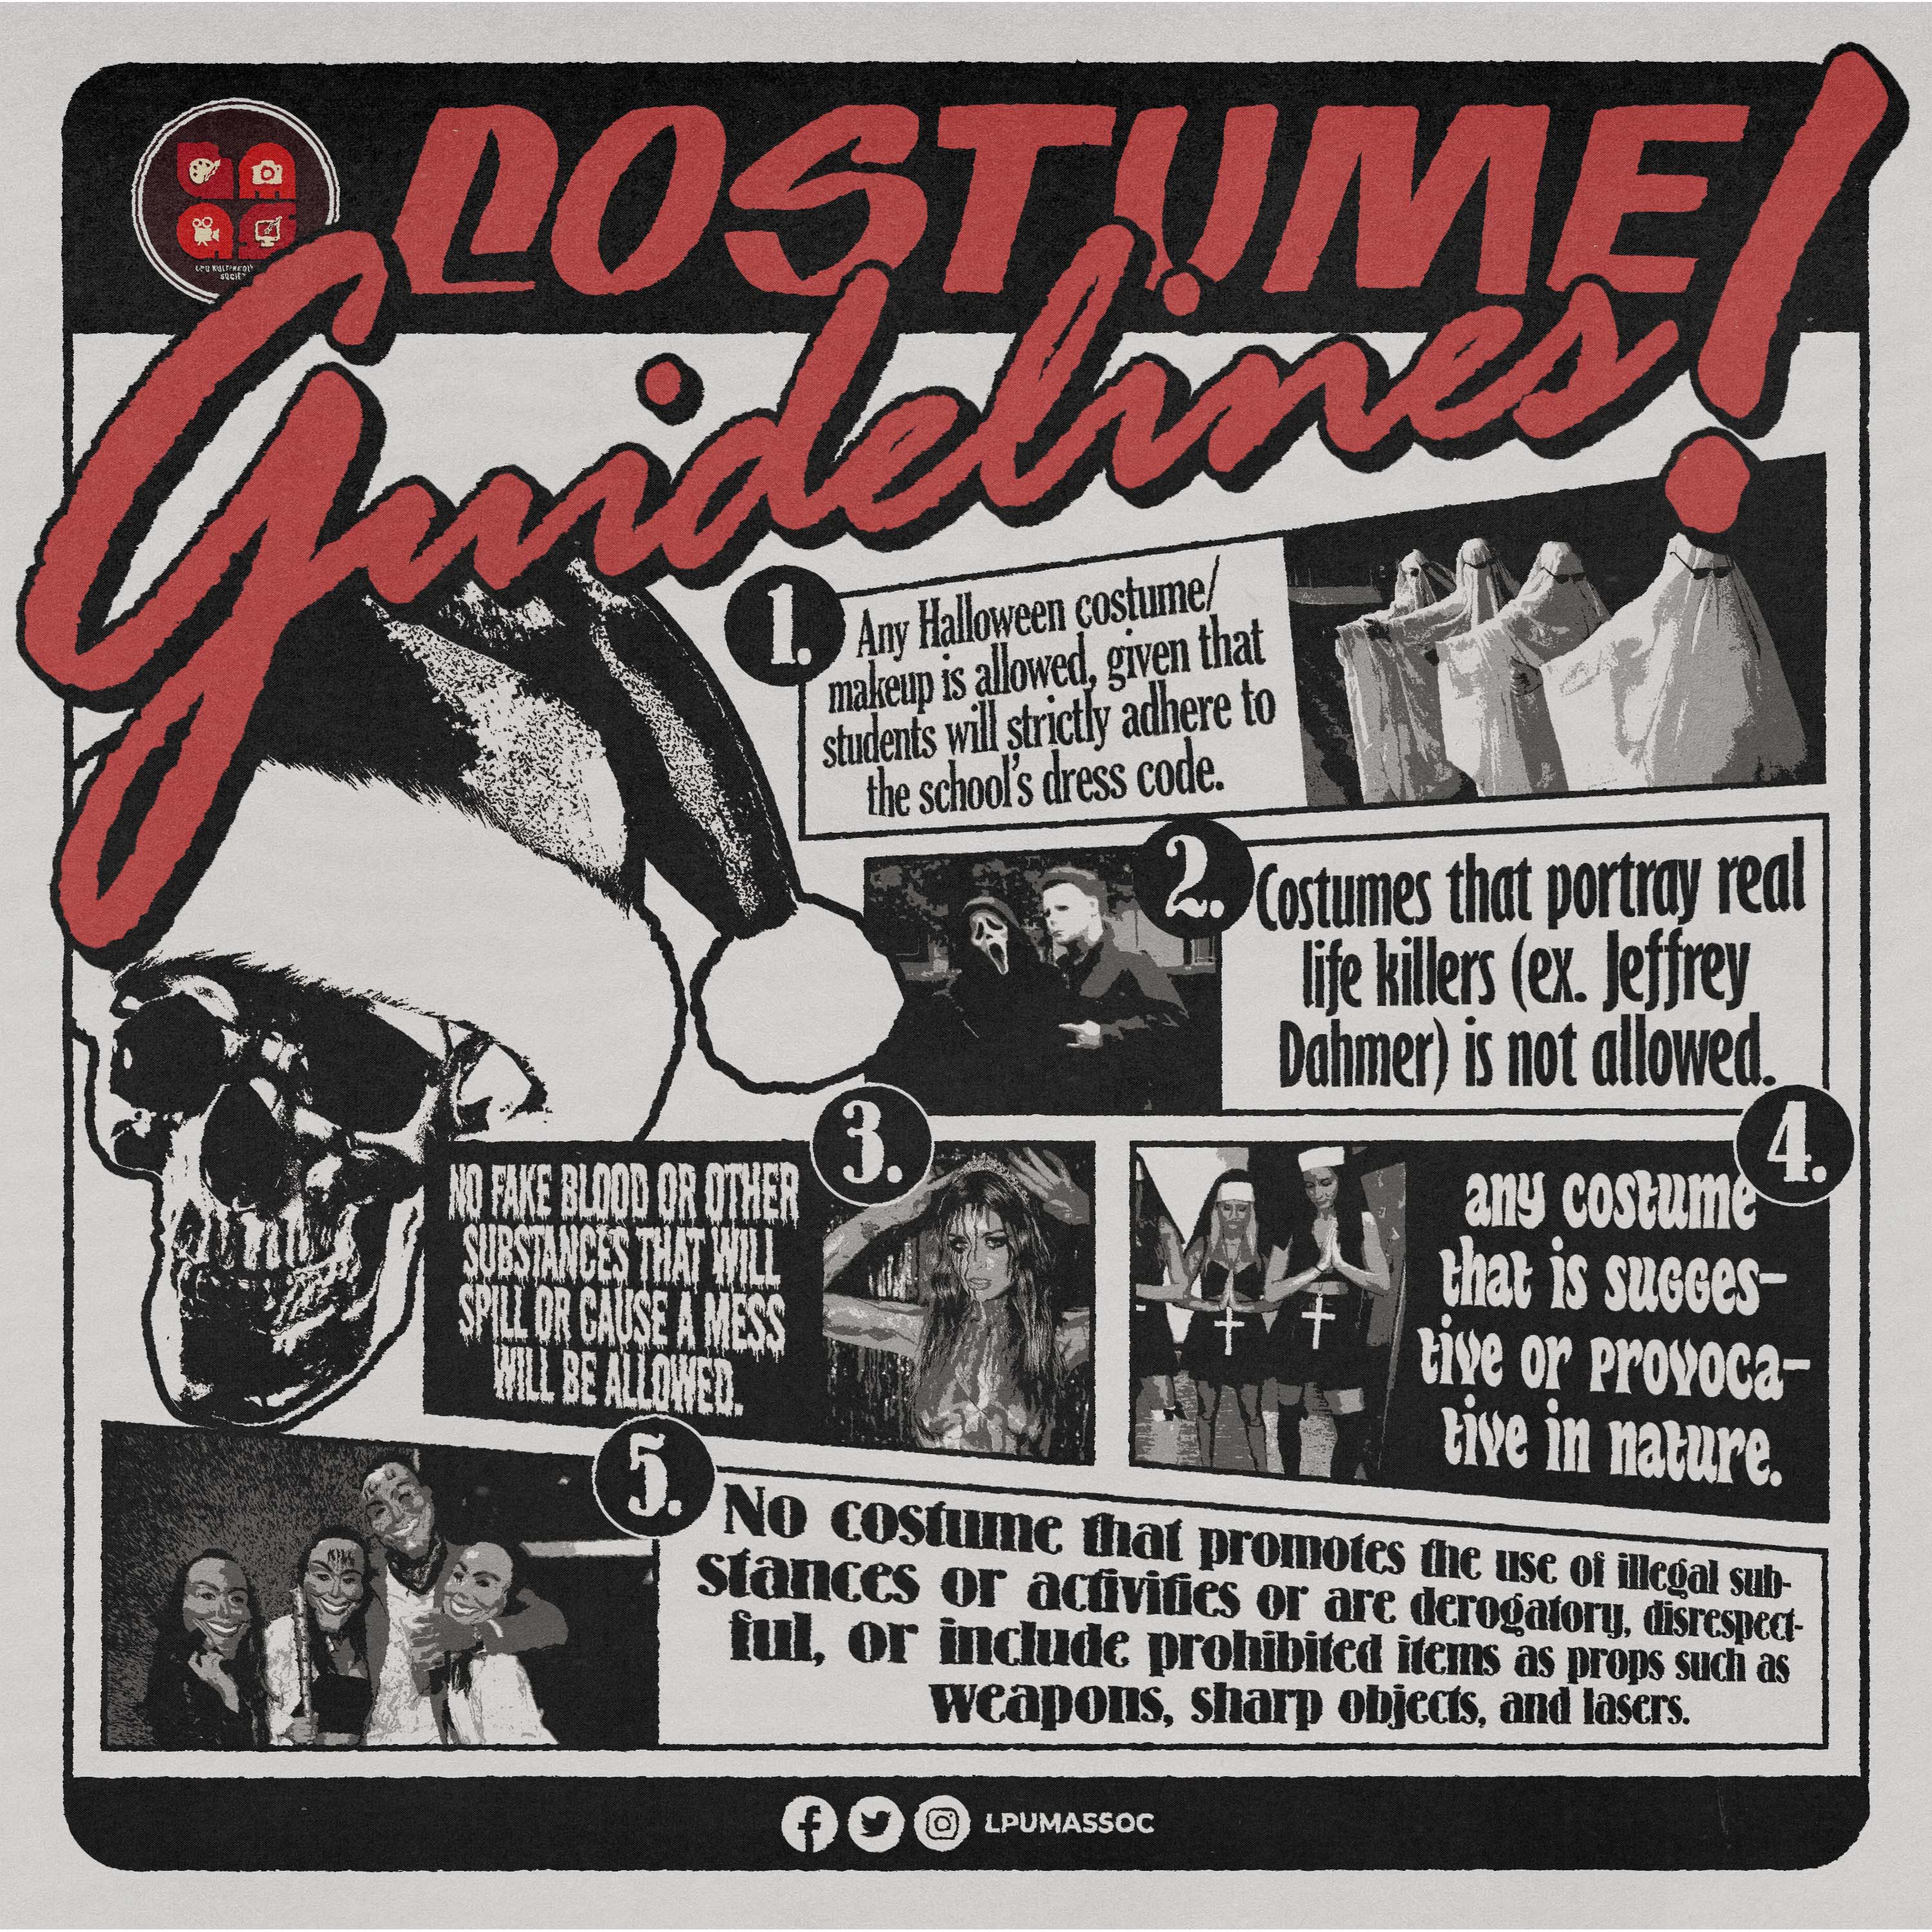 COSTUME
Guidelines!
LPU MULTIMEDIA
SOCIETY
1.
Any Halloween costume/
makeup is allowed, given that
students will strictly adhere to
the school's dress code.
2.
Costumes that portray real
life killers (ex. Jeffrey
Dahmer) is not allowed.
3.
NO FAKE BLOOD OR OTHER
SUBSTANCES THAT WILL
SPILL OR CAUSE A MESS
WILL BE ALLOWED.
4.
any costume
that is sugges-
tive or provoca-
tive in nature.
5.
No costume that promotes the use of illegal sub-
stances or activities or are derogatory, disrespect-
ful, or include prohibited items as props such as
weapons, sharp objects, and lasers.
LPUMASSOC